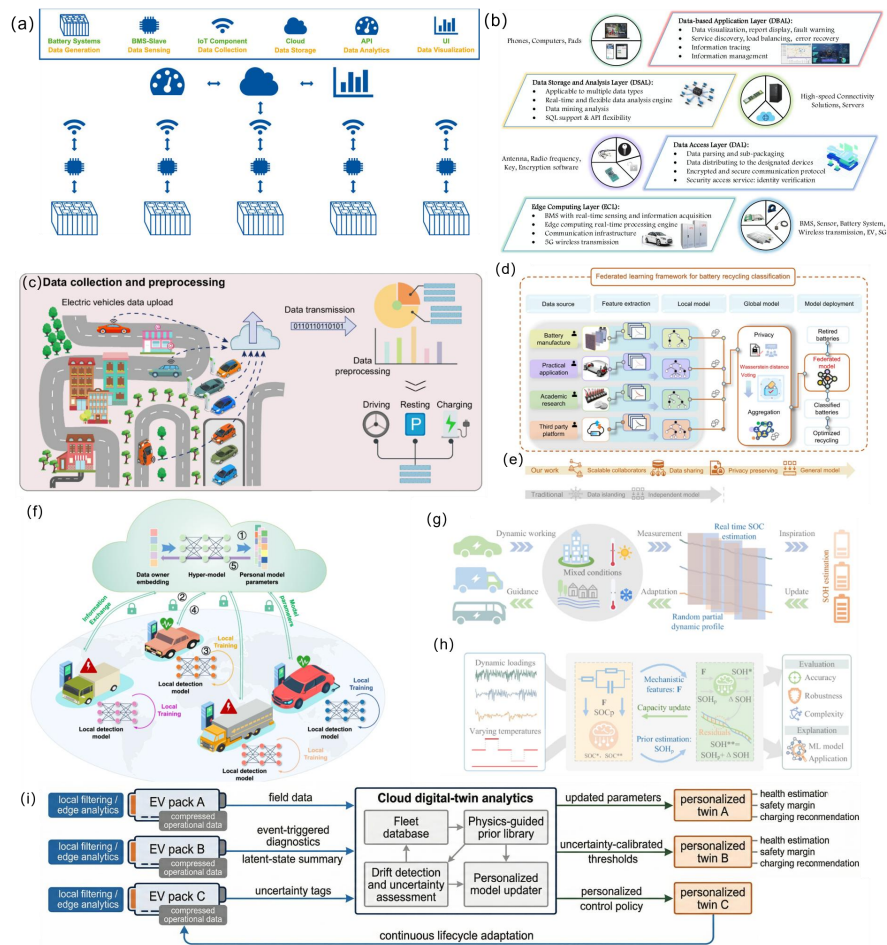 (a)
Battery Systems
Data Generation
BMS-Slave
Data Sensing
IoT Component
Data Collection
Cloud
Data Storage
API
Data Analytics
UI
Data Visualization
(b)
Phones, Computers, Pads
Data-based Application Layer (DBAL):
• Data visualization, report display, fault warning
• Service discovery, load balancing, error recovery
• Information tracing
• Information management
Data Storage and Analysis Layer (DSAL):
• Applicable to multiple data types
• Real-time and flexible data analysis engine
• Data mining analysis
• SQL support & API flexibility
High-speed Connectivity
Solutions, Servers
Antenna, Radio frequency,
Key, Encryption software
Data Access Layer (DAL):
• Data parsing and sub-packaging
• Data distributing to the designated devices
• Encrypted and secure communication protocol
• Security access service: identity verification
Edge Computing Layer (ECL):
• BMS with real-time sensing and information acquisition
• Edge computing real-time processing engine
• Communication infrastructure
• 5G wireless transmission
BMS, Sensor, Battery System,
Wireless transmission, EV, SG
(c) Data collection and preprocessing
Electric vehicles data upload
Data transmission
0110110110101
Data
preprocessing
Driving
Resting
Charging
P
(d)
Federated learning framework for battery recycling classification
Data source
Feature extraction
Local model
Global model
Model deployment
Battery
manufacture
Practical
application
Academic
research
Third party
platform
Privacy
Wasserstein distance
Voting
Aggregation
Retired
batteries
Federated
model
Classified
batteries
Optimized
recycling
(e)
Our work
Scalable collaborators
Data sharing
Privacy preserving
General model
Traditional
Data islanding
Independent model
(f)
Data owner
embedding
Hyper-model
Personal model
parameters
①
⑤
Information
Exchange
②
④
Model
parameters
③
Local
Training
Local detection
model
Local
Training
Local detection
model
Local
Training
Local detection
model
Local
Training
Local detection
model
(g)
Dynamic working
Guidance
Mixed conditions
Measurement
Adaptation
Real time SOC
estimation
Random partial
dynamic profile
Inspiration
Update
SOH estimation
(h)
Dynamic loadings
Varying temperatures
F
SOCp
SOC*, SOC**
Mechanistic
features: F
Capacity update
Prior estimation:
SOHp
F
SOH*
SOHp
Δ SOH
Residuals
SOH**=
SOHp+ Δ SOH
Evaluation
Accuracy
Robustness
Complexity
Explanation
ML model
Application
(i)
local filtering /
edge analytics
EV pack A
compressed
operational data
field data
local filtering /
edge analytics
EV pack B
compressed
operational data
event-triggered
diagnostics
latent-state summary
local filtering /
edge analytics
EV pack C
compressed
operational data
uncertainty tags
Cloud digital-twin analytics
Fleet
database
Physics-guided
prior library
Drift detection
and uncertainty
assessment
Personalized
model updater
updated parameters
uncertainty-calibrated
thresholds
personalized
control policy
personalized
twin A
health estimation
safety margin
charging recommendation
personalized
twin B
health estimation
safety margin
charging recommendation
personalized
twin C
continuous lifecycle adaptation